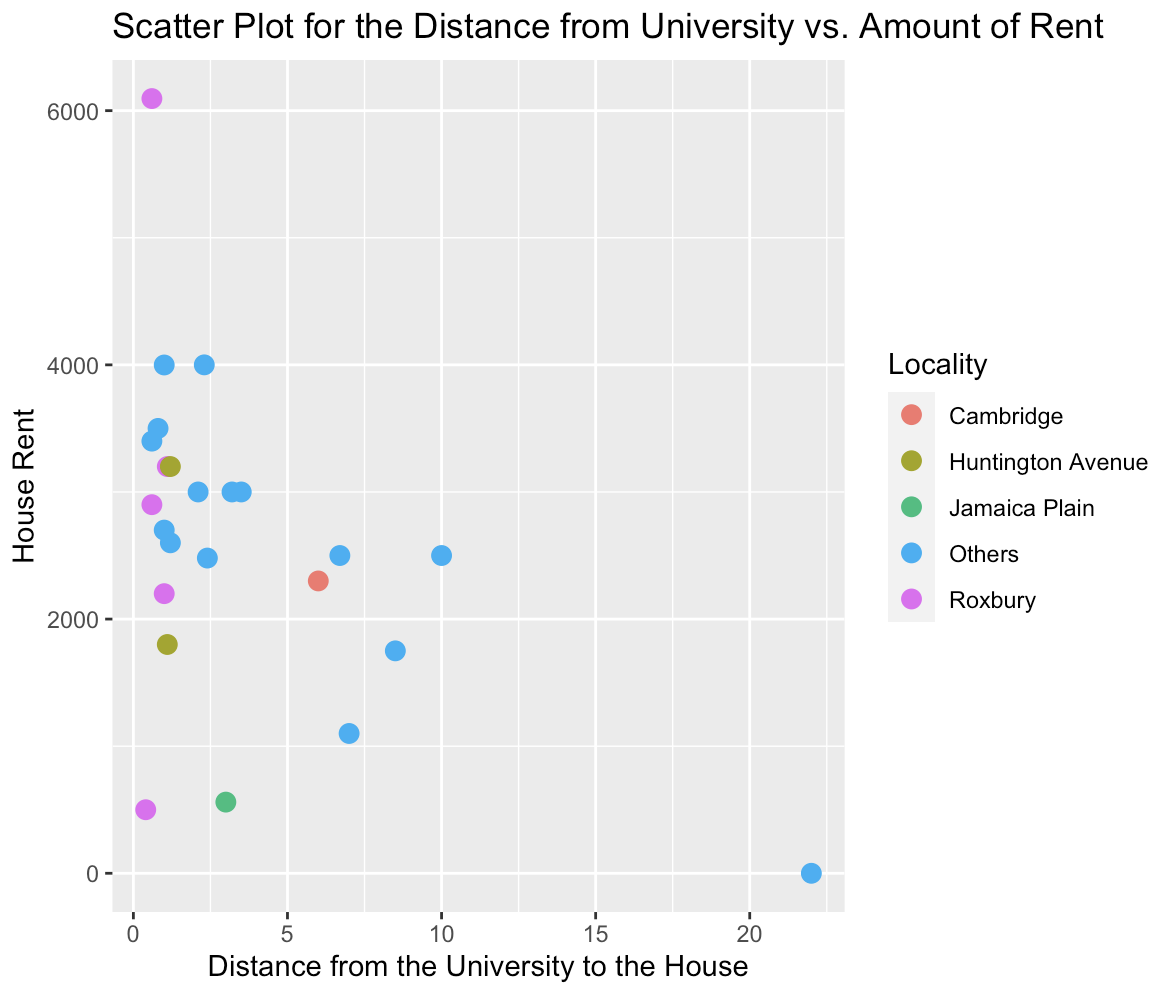 Scatter Plot for the Distance from University vs. Amount of Rent
6000
4000
2000
0
House Rent
0 5 10 15 20
Distance from the University to the House
Locality
Cambridge
Huntington Avenue
Jamaica Plain
Others
Roxbury